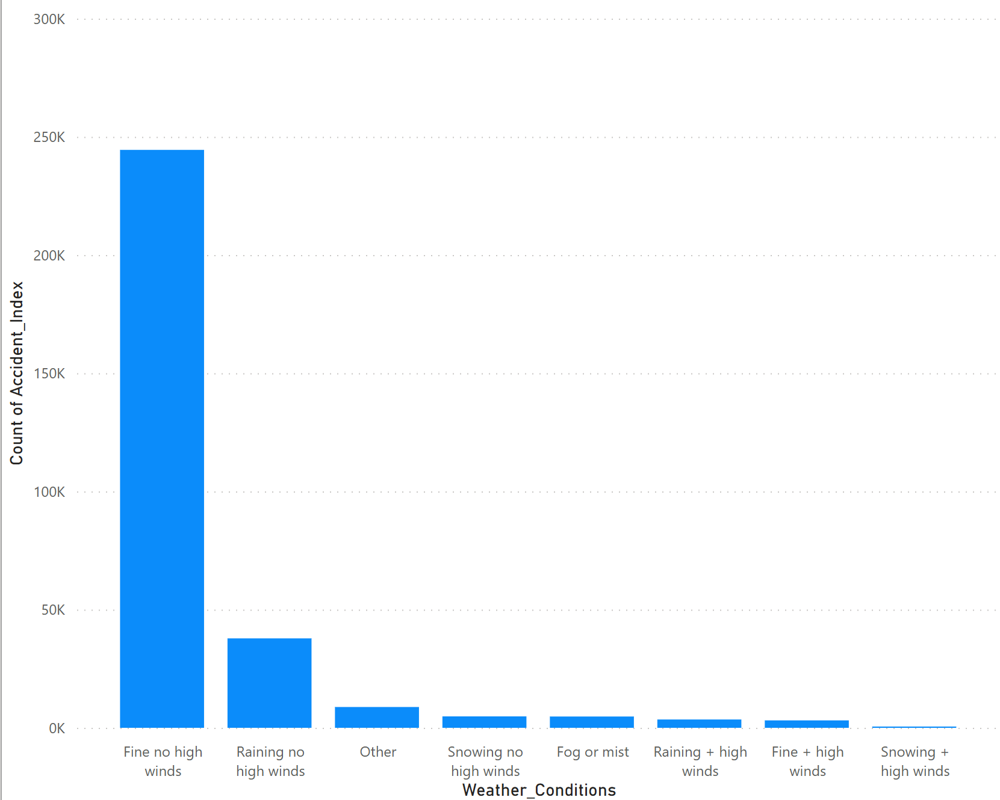 300K
250K
200K
150K
100K
50K
0K
Count of Accident_Index
Fine no high
winds
Raining no
high winds
Other
Snowing no
high winds
Fog or mist
Raining + high
winds
Fine + high
winds
Snowing +
high winds
Weather_Conditions